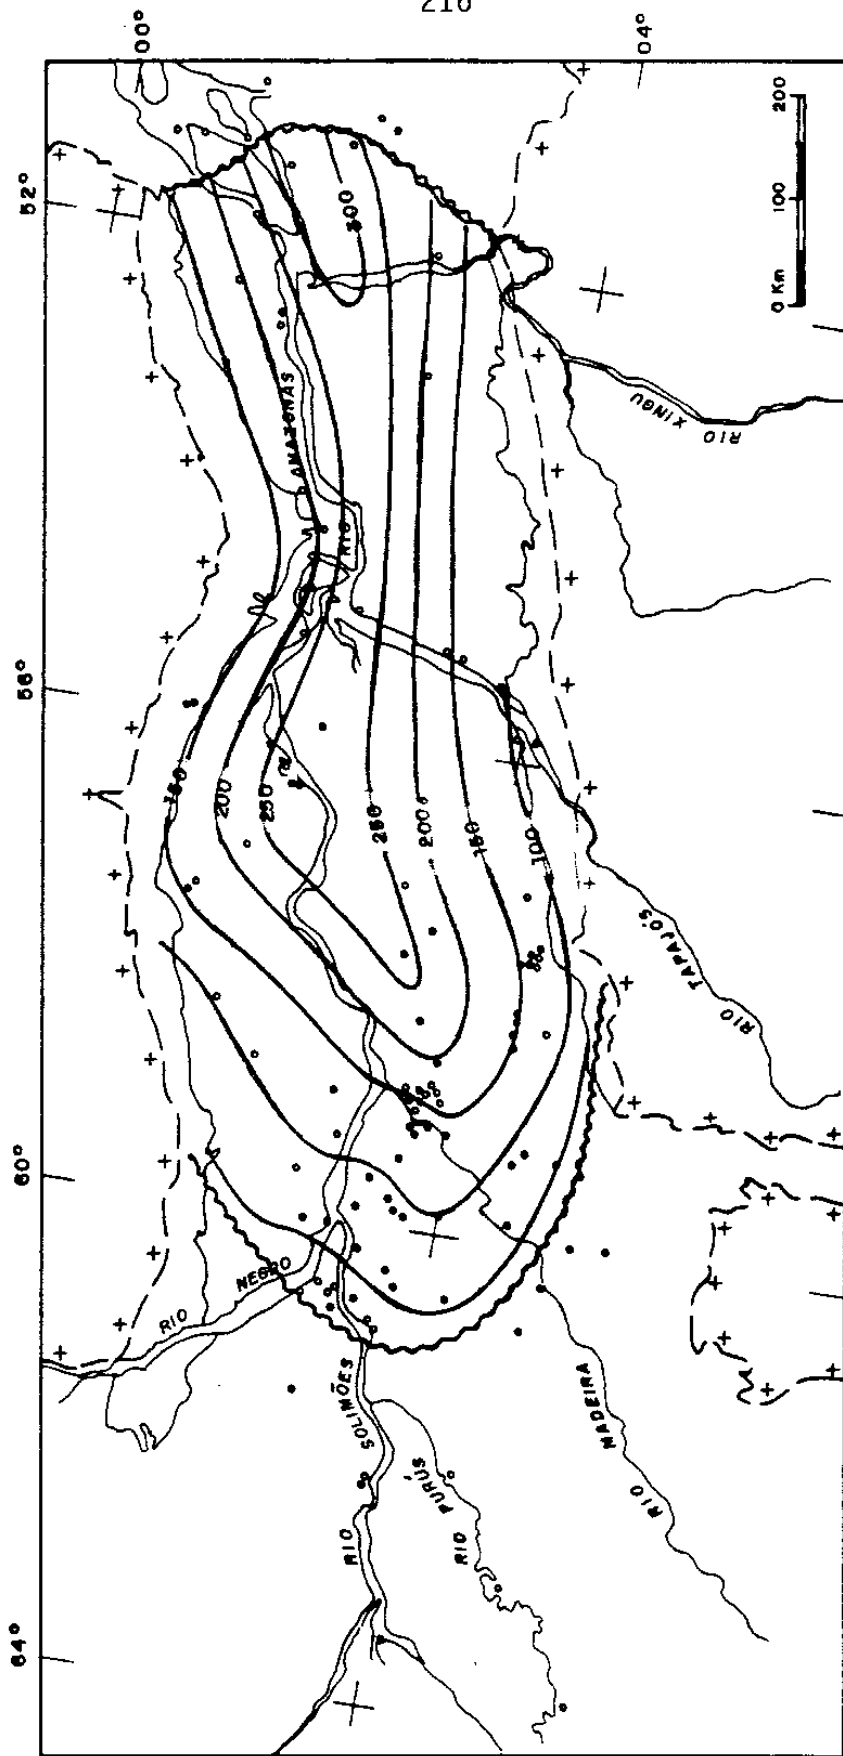 216
00°
04°
52°
56°
60°
64°
0 Km 100 200
300
AMAZONAS
RIO
XINGU
RIO
150
200
250
250
200
150
100
TAPAJÓS
RIO
NEGRO
RIO
SOLIMÕES
RIO
PURÚS
RIO
MADEIRA
RIO